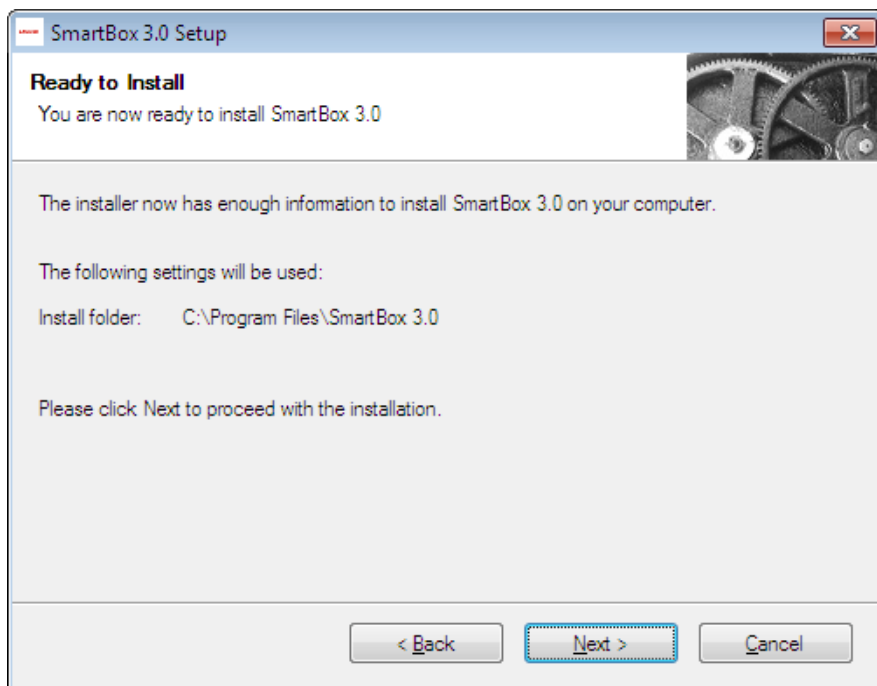 SmartBox 3.0 Setup
Ready to Install
You are now ready to install SmartBox 3.0
The installer now has enough information to install SmartBox 3.0 on your computer.
The following settings will be used:
Install folder: C:\Program Files\SmartBox 3.0
Please click Next to proceed with the installation.
< Back Next > Cancel